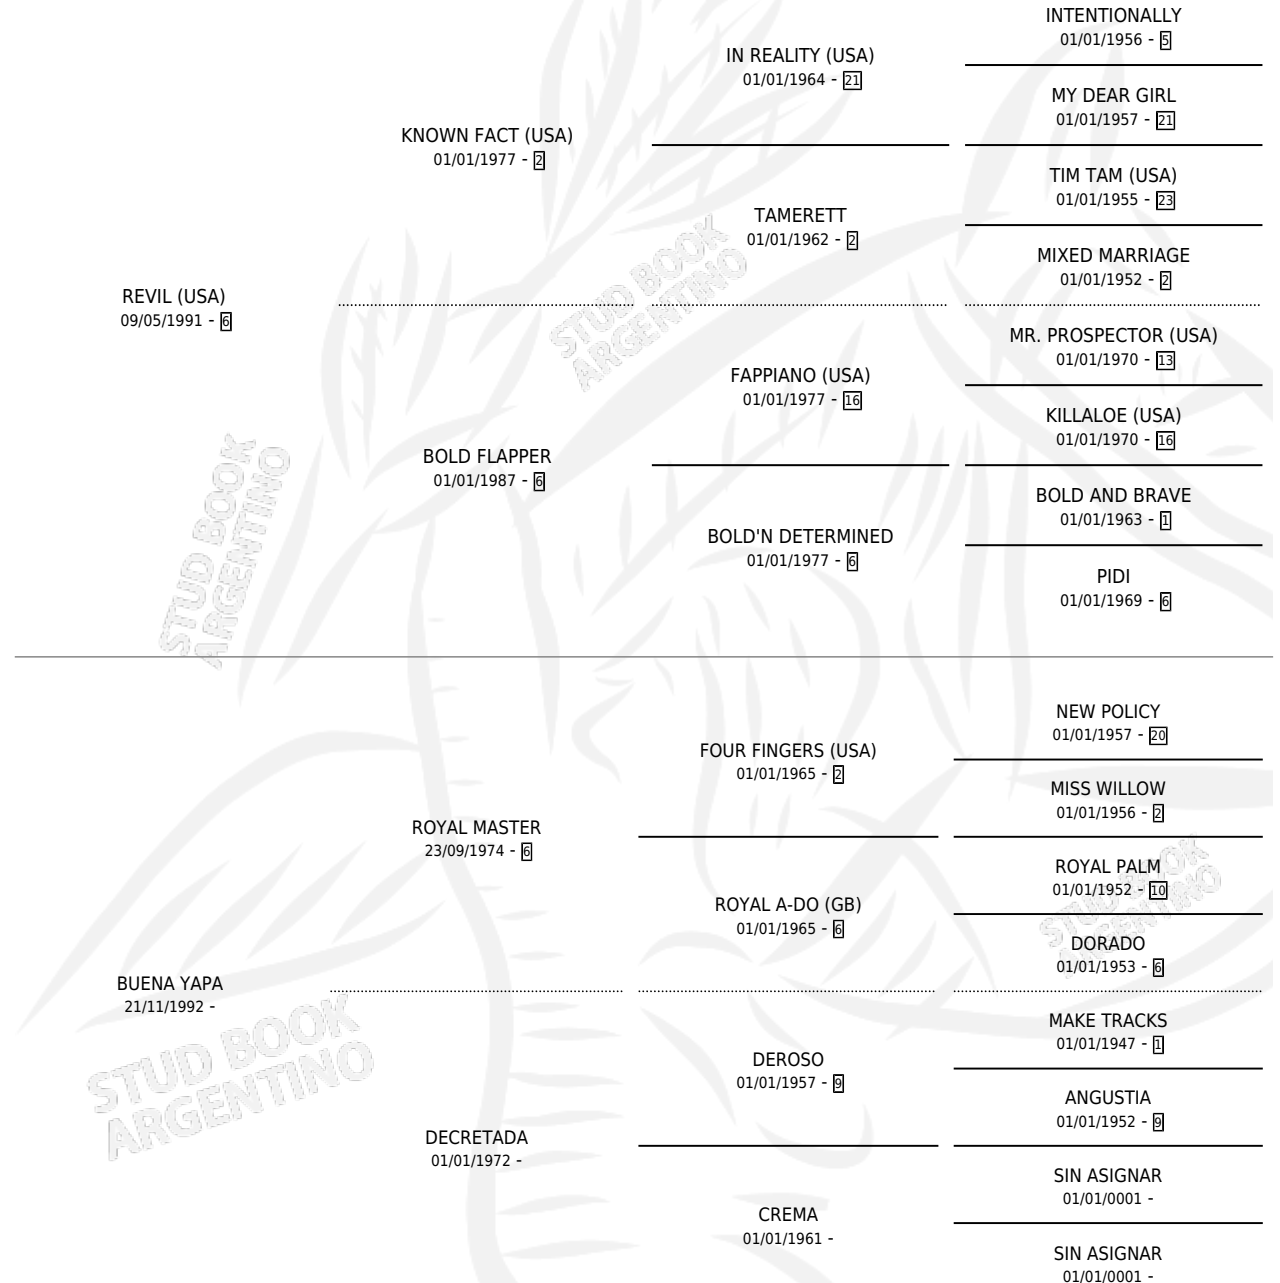 INTENTIONALLY
01/01/1956 - 5
IN REALITY (USA)
01/01/1964 - 21
MY DEAR GIRL
01/01/1957 - 21
KNOWN FACT (USA)
01/01/1977 - 2
TIM TAM (USA)
01/01/1955 - 23
TAMERETT
01/01/1962 - 2
MIXED MARRIAGE
01/01/1952 - 2
REVIL (USA)
09/05/1991 - 6
MR. PROSPECTOR (USA)
01/01/1970 - 13
FAPPIANO (USA)
01/01/1977 - 16
KILLALOE (USA)
01/01/1970 - 16
BOLD FLAPPER
01/01/1987 - 6
BOLD AND BRAVE
01/01/1963 - 1
BOLD'N DETERMINED
01/01/1977 - 6
PIDI
01/01/1969 - 6
NEW POLICY
01/01/1957 - 20
FOUR FINGERS (USA)
01/01/1965 - 2
MISS WILLOW
01/01/1956 - 2
ROYAL MASTER
23/09/1974 - 6
ROYAL PALM
01/01/1952 - 10
ROYAL A-DO (GB)
01/01/1965 - 6
DORADO
01/01/1953 - 6
BUENA YAPA
21/11/1992 -
MAKE TRACKS
01/01/1947 - 1
DEROSO
01/01/1957 - 9
ANGUSTIA
01/01/1952 - 9
DECRETADA
01/01/1972 -
SIN ASIGNAR
01/01/0001 -
CREMA
01/01/1961 -
SIN ASIGNAR
01/01/0001 -
STUD BOOK
ARGENTINO
STUD BOOK
ARGENTINO
STUD BOOK
ARGENTINO
STUD BOOK
ARGENTINO